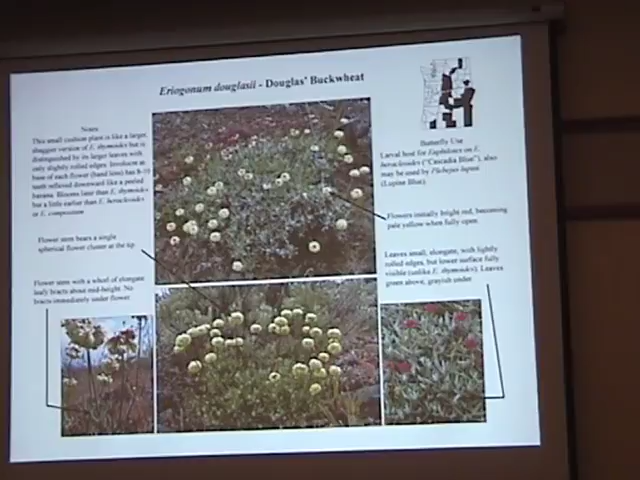 Eriogonum douglasii - Douglas' Buckwheat
Notes
This small cushion plant is like a larger,
shaggier version of E. thymoides but is
distinguished by its larger leaves with
only slightly rolled edges. Involucre at
base of each flower (hand lens) has 8-10
teeth reflexed downward like a peeled
banana. Blooms later than E. thymoides
but a little earlier than E. heracleoides
or E. compositum
Butterfly Use
Larval host for Euphilotes on E.
heracleoides ("Cascadia Blue"), also
may be used by Plebejus lupini
(Lupine Blue).
Flowers initially bright red, becoming
pale yellow when fully open.
Flower stem bears a single
spherical flower cluster at the tip
Leaves small, elongate, with lightly
rolled edges, but lower surface fully
visible (unlike E. thymoides). Leaves
green above, grayish under
Flower stem with a whorl of elongate
leafy bracts about mid-height. No
bracts immediately under flower